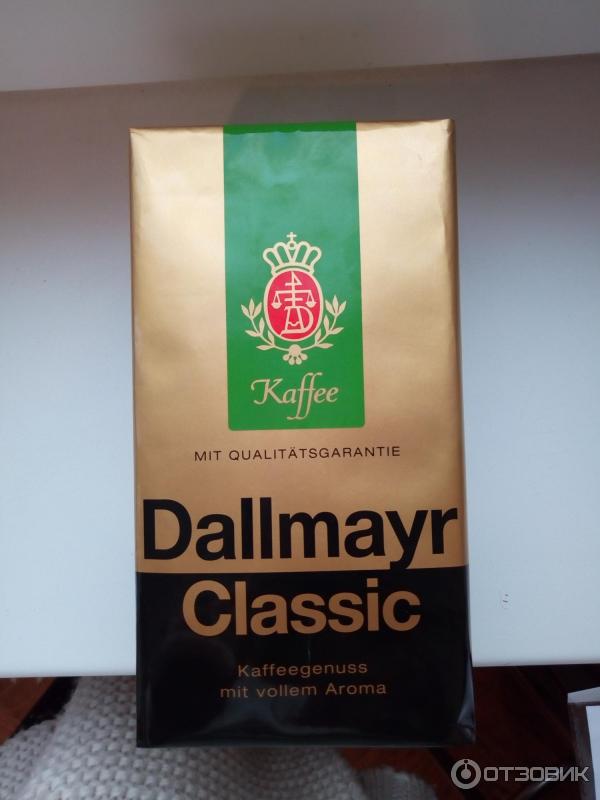 Kaffee
MIT QUALITÄTSGARANTIE
Dallmayr
Classic
Kaffeegenuss
mit vollem Aroma
ОТЗОВИК